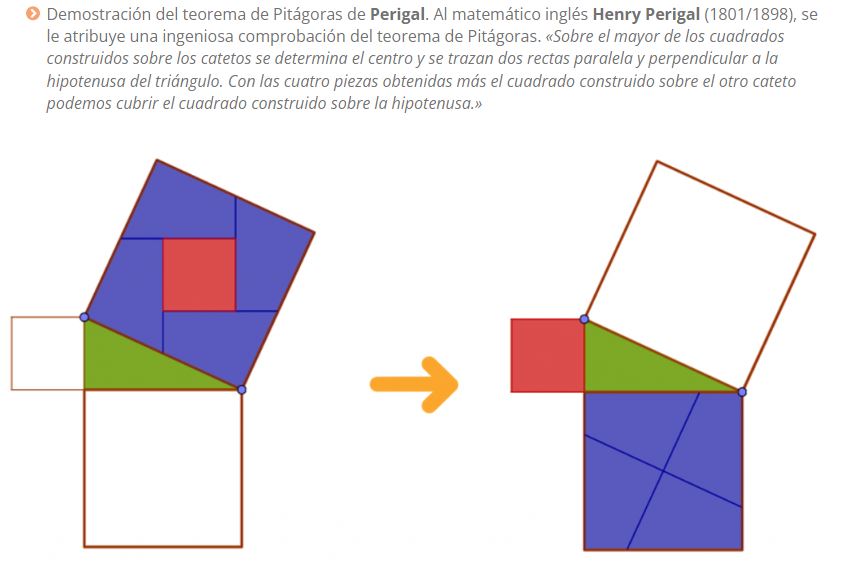 Demostración del teorema de Pitágoras de Perigal. Al matemático inglés Henry Perigal (1801/1898), se
le atribuye una ingeniosa comprobación del teorema de Pitágoras. «Sobre el mayor de los cuadrados
construidos sobre los catetos se determina el centro y se trazan dos rectas paralela y perpendicular a la
hipotenusa del triángulo. Con las cuatro piezas obtenidas más el cuadrado construido sobre el otro cateto
podemos cubrir el cuadrado construido sobre la hipotenusa.»